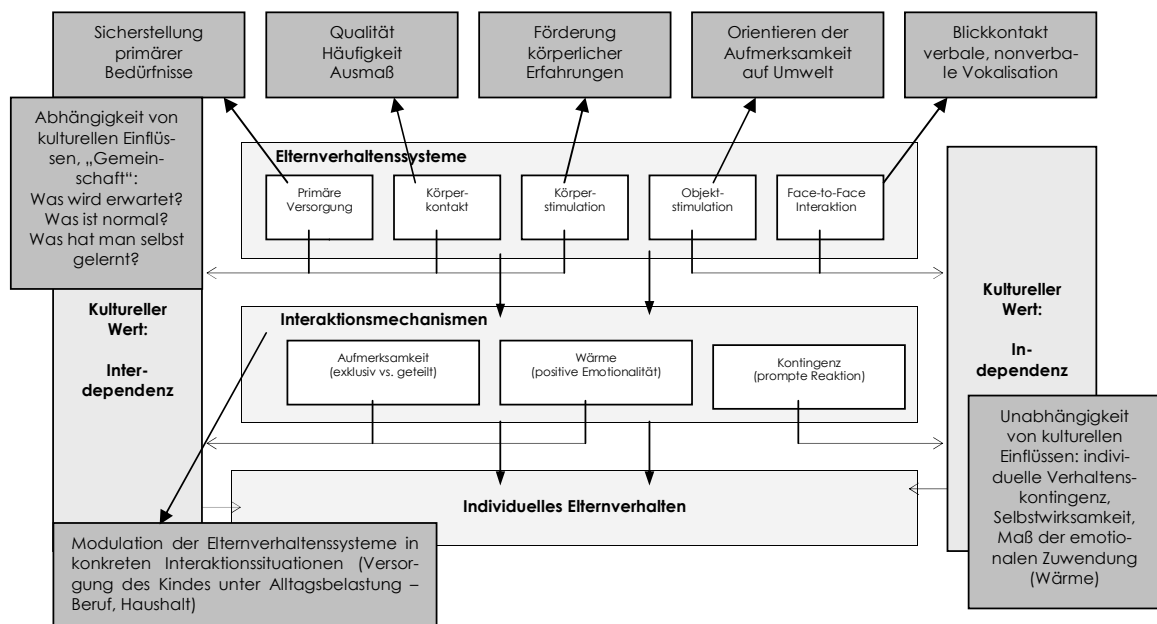 Sicherstellung
primärer
Bedürfnisse
Qualität
Häufigkeit
Ausmaß
Förderung
körperlicher
Erfahrungen
Orientieren der
Aufmerksamkeit
auf Umwelt
Blickkontakt
verbale, nonverba-
le Vokalisation
Abhängigkeit von
kulturellen Einflüs-
sen, „Gemein-
schaft“:
Was wird erwartet?
Was ist normal?
Was hat man selbst
gelernt?
Elternverhaltenssysteme
Primäre
Versorgung
Körper-
kontakt
Körper-
stimulation
Objekt-
stimulation
Face-to-Face
Interaktion
Kultureller
Wert:
Inter-
dependenz
Kultureller
Wert:
In-
dependenz
Interaktionsmechanismen
Aufmerksamkeit
(exklusiv vs. geteilt)
Wärme
(positive Emotionalität)
Kontingenz
(prompte Reaktion)
Unabhängigkeit
von kulturellen
Einflüssen: indivi-
duelle Verhaltens-
kontingenz,
Selbstwirksamkeit,
Maß der emotio-
nalen Zuwendung
(Wärme)
Individuelles Elternverhalten
Modulation der Elternverhaltenssysteme in
konkreten Interaktionssituationen (Versor-
gung des Kindes unter Alltagsbelastung –
Beruf, Haushalt)